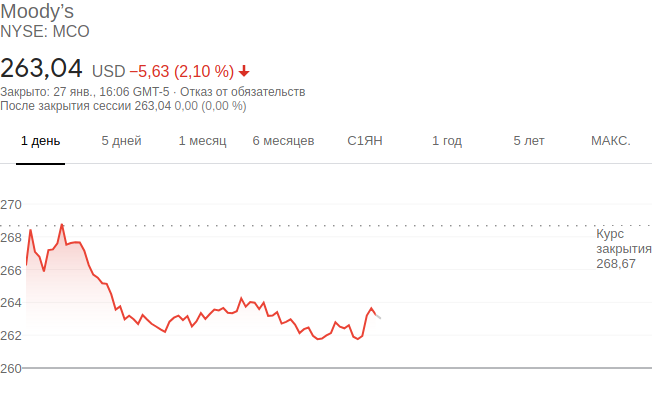 Moody’s
NYSE: MCO
263,04 USD −5,63 (2,10 %)
Закрыто: 27 янв., 16:06 GMT-5 · Отказ от обязательств
После закрытия сессии 263,04 0,00 (0,00 %)
1 день 5 дней 1 месяц 6 месяцев С1ЯН 1 год 5 лет МАКС.
270
268
266
264
262
260
Курс
закрытия
268,67